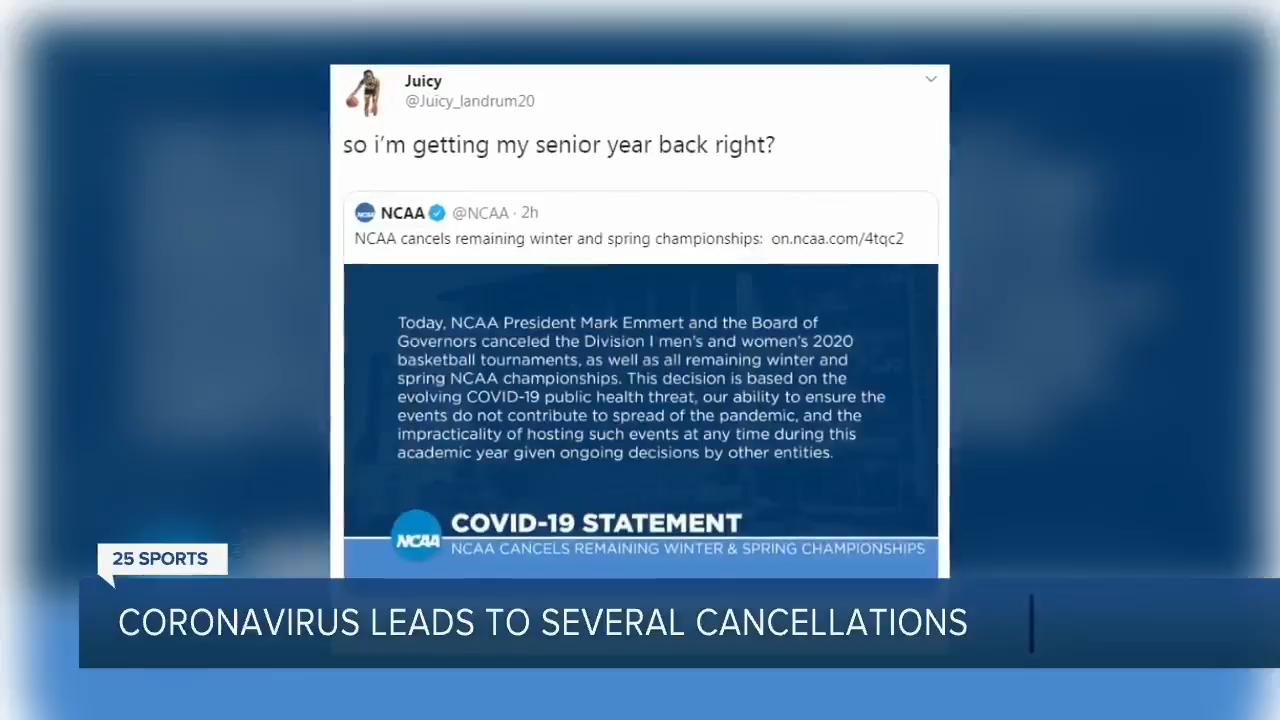 Juicy
@Juicy_landrum20
so i'm getting my senior year back right?
NCAA NCAA @NCAA · 2h
NCAA cancels remaining winter and spring championships: on.ncaa.com/4tqc2
Today, NCAA President Mark Emmert and the Board of
Governors canceled the Division I men's and women's 2020
basketball tournaments, as well as all remaining winter and
spring NCAA championships. This decision is based on the
evolving COVID-19 public health threat, our ability to ensure the
events do not contribute to spread of the pandemic, and the
impracticality of hosting such events at any time during this
academic year given ongoing decisions by other entities.
COVID-19 STATEMENT
NCAA
NCAA CANCELS REMAINING WINTER & SPRING CHAMPIONSHIPS
25 SPORTS
CORONAVIRUS LEADS TO SEVERAL CANCELLATIONS